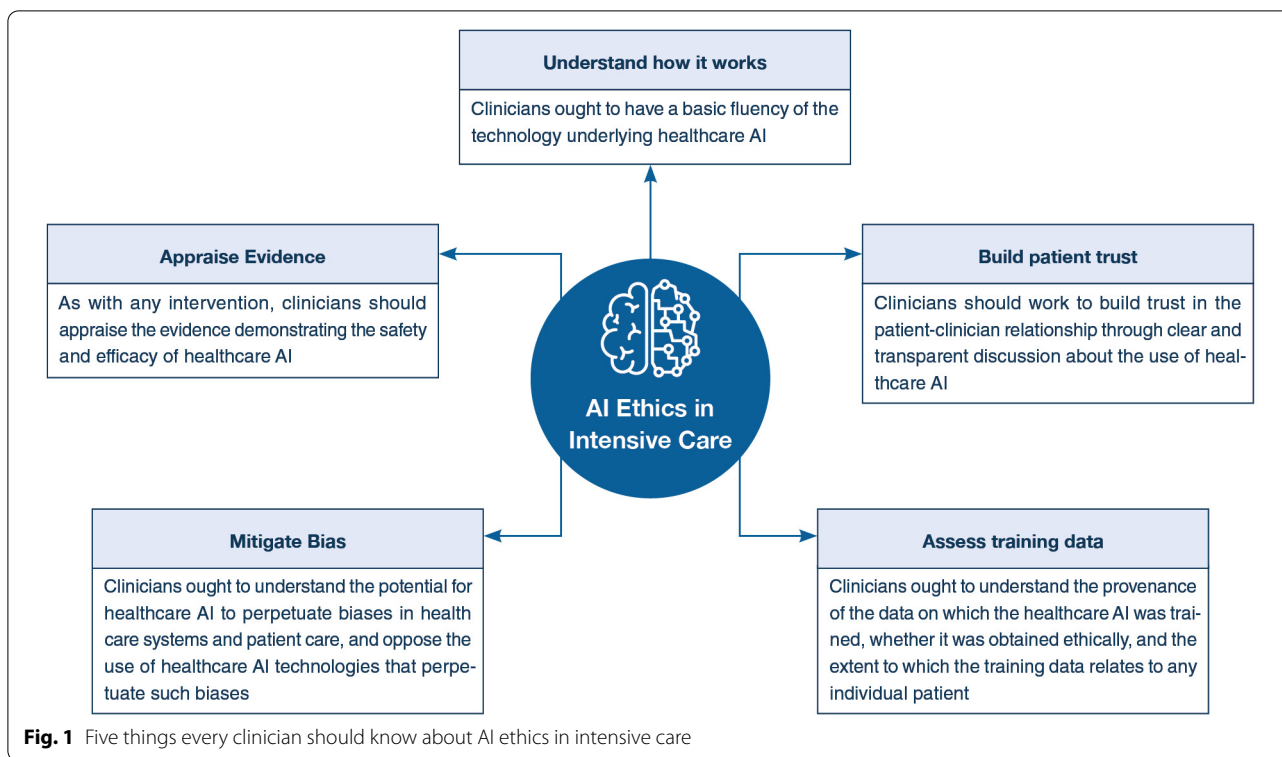 Understand how it works
Clinicians ought to have a basic fluency of the
technology underlying healthcare AI
Appraise Evidence
As with any intervention, clinicians should
appraise the evidence demonstrating the safety
and efficacy of healthcare AI
Build patient trust
Clinicians should work to build trust in the
patient-clinician relationship through clear and
transparent discussion about the use of heal-
thcare AI
AI Ethics in
Intensive Care
Mitigate Bias
Clinicians ought to understand the potential for
healthcare AI to perpetuate biases in health
care systems and patient care, and oppose the
use of healthcare AI technologies that perpe-
tuate such biases
Assess training data
Clinicians ought to understand the provenance
of the data on which the healthcare AI was trai-
ned, whether it was obtained ethically, and the
extent to which the training data relates to any
individual patient
Fig. 1 Five things every clinician should know about AI ethics in intensive care